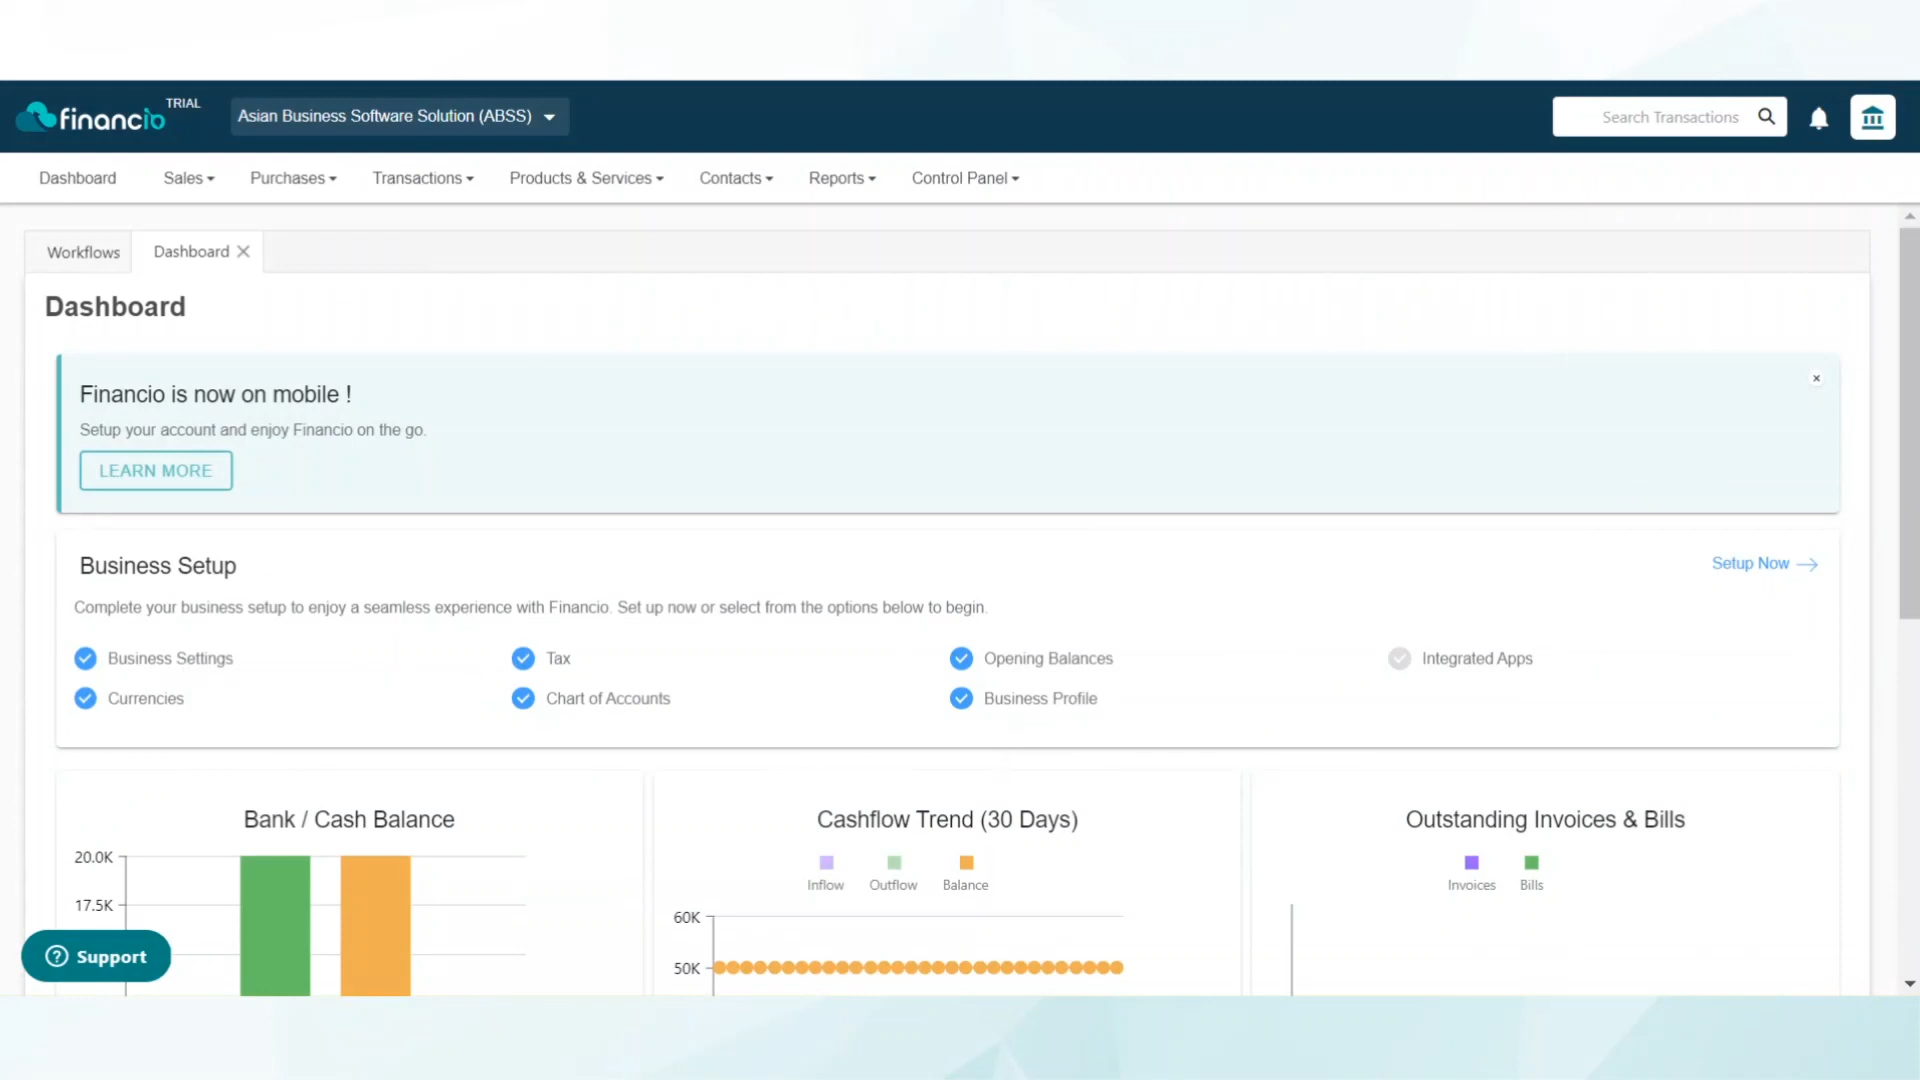 financio TRIAL
Asian Business Software Solution (ABSS)
Search Transactions
Dashboard Sales Purchases Transactions Products & Services Contacts Reports Control Panel
Workflows Dashboard
Dashboard
Financio is now on mobile !
Setup your account and enjoy Financio on the go.
LEARN MORE
Business Setup
Setup Now
Complete your business setup to enjoy a seamless experience with Financio. Set up now or select from the options below to begin.
Business Settings Tax Opening Balances Integrated Apps
Currencies Chart of Accounts Business Profile
Bank / Cash Balance
20.0K
17.5K
Cashflow Trend (30 Days)
Inflow Outflow Balance
60K
50K
Outstanding Invoices & Bills
Invoices Bills
? Support